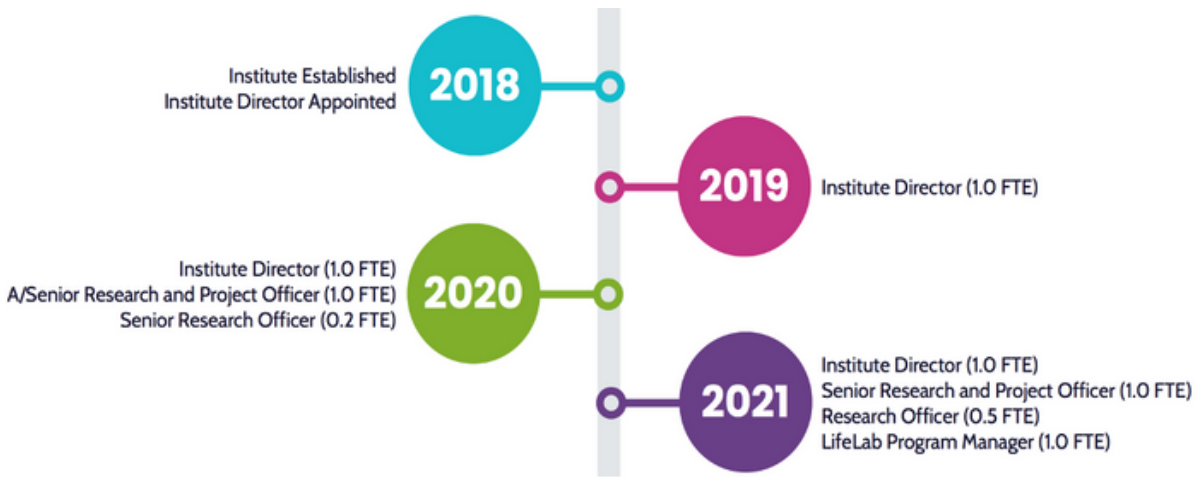 Institute Established
Institute Director Appointed
2018
2019
Institute Director (1.0 FTE)
Institute Director (1.0 FTE)
A/Senior Research and Project Officer (1.0 FTE)
Senior Research Officer (0.2 FTE)
2020
2021
Institute Director (1.0 FTE)
Senior Research and Project Officer (1.0 FTE)
Research Officer (0.5 FTE)
LifeLab Program Manager (1.0 FTE)